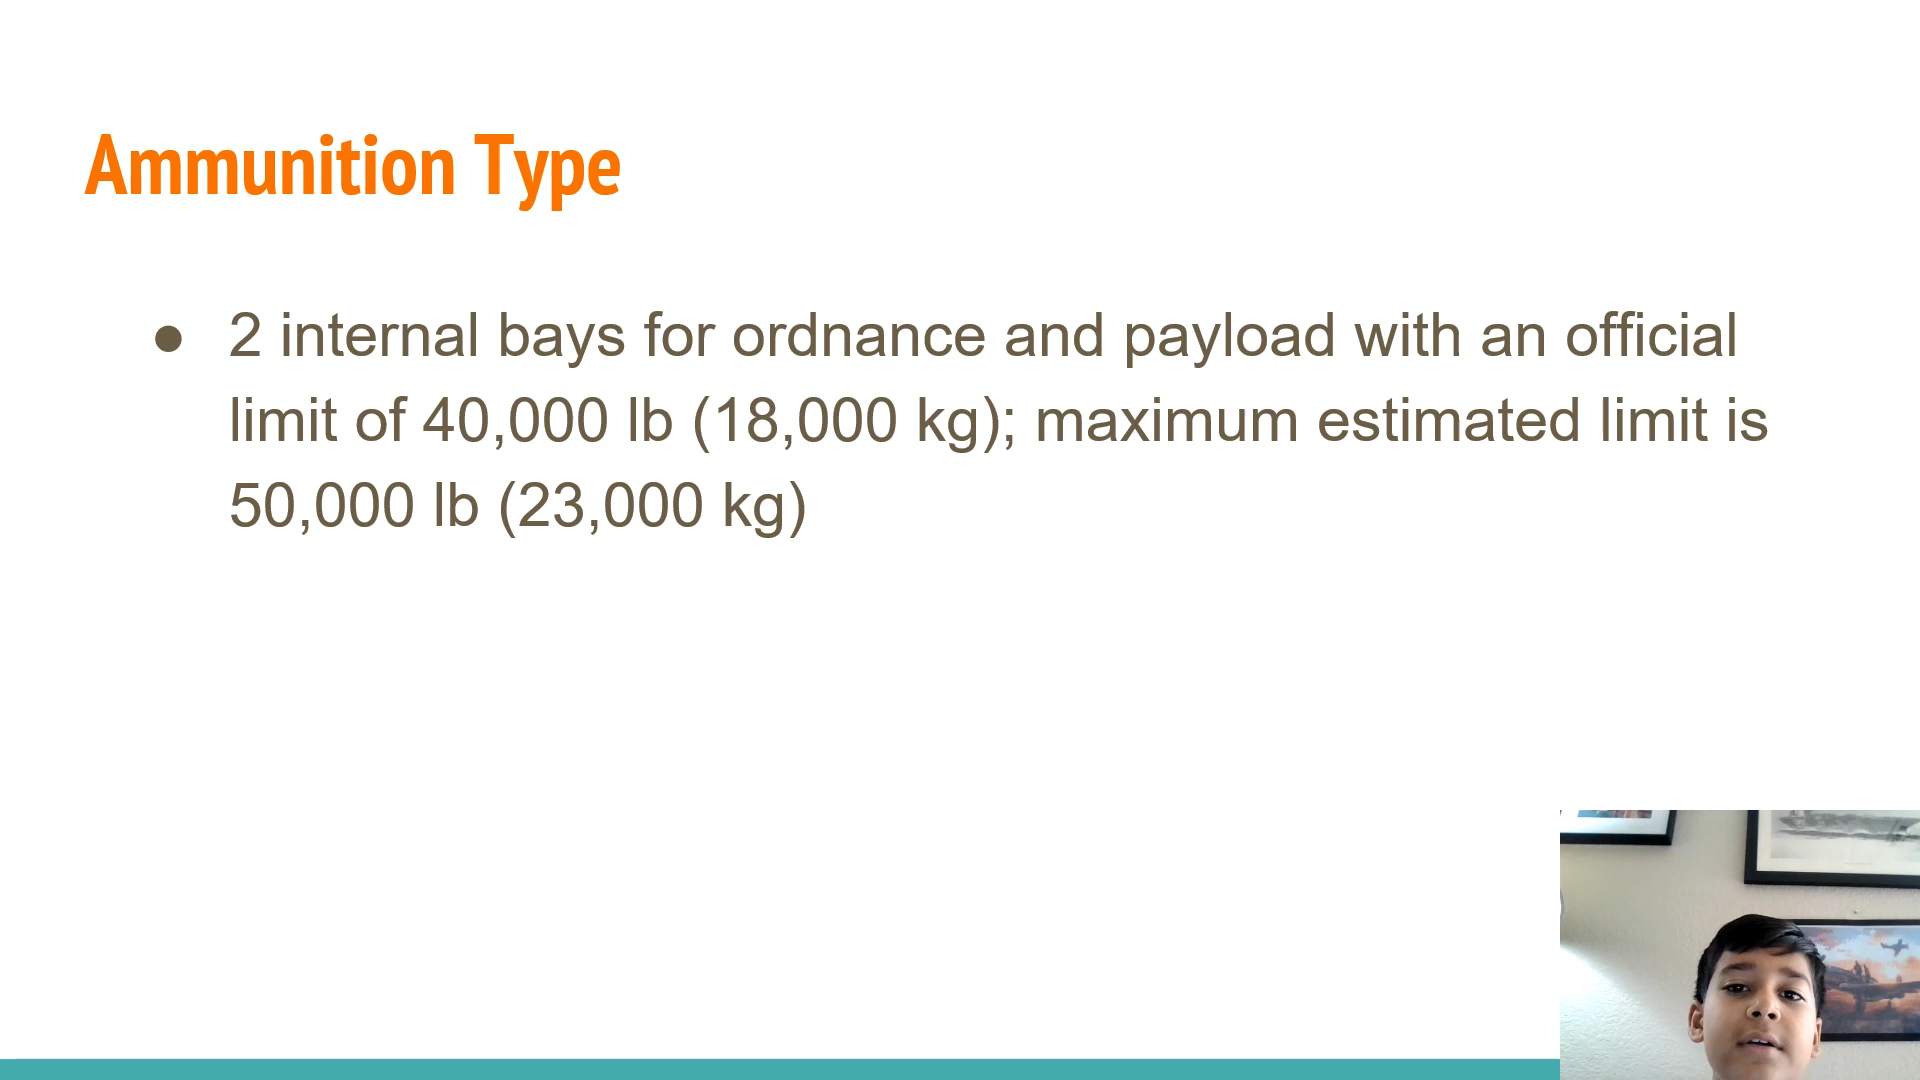 Ammunition Type
● 2 internal bays for ordnance and payload with an official
limit of 40,000 lb (18,000 kg); maximum estimated limit is
50,000 lb (23,000 kg)